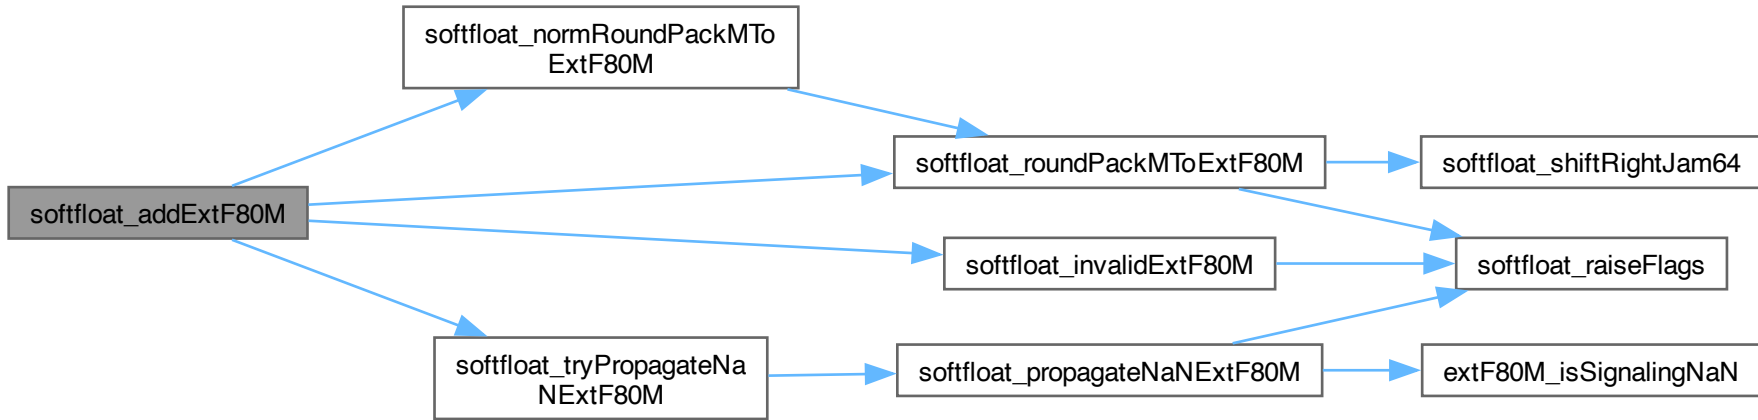 softfloat_normRoundPackMTo
ExtF80M
softfloat_roundPackMToExtF80M
softfloat_shiftRightJam64
softfloat_addExtF80M
softfloat_invalidExtF80M
softfloat_raiseFlags
softfloat_tryPropagateNa
NExtF80M
softfloat_propagateNaNExtF80M
extF80M_isSignalingNaN